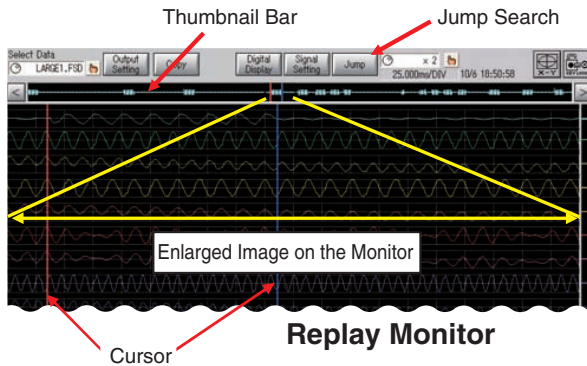 Thumbnail Bar
Jump Search
Select Data
LARGE1.FSD
Output Setting
Copy
Digital Display
Signal Setting
Jump
x 2
25.000ms/DIV
10/6 18:50:58
X-Y
Enlarged Image on the Monitor
Replay Monitor
Cursor